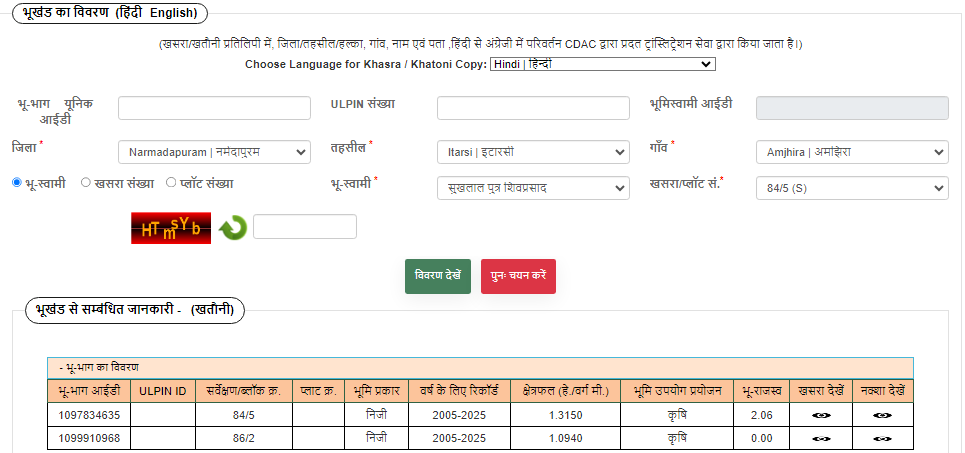 भूखंड का विवरण (हिंदी English)
(खसरा/खतौनी प्रतिलिपी में, जिला/तहसील/हल्का, गांव, नाम एवं पता ,हिंदी से अंग्रेजी में परिवर्तन CDAC द्वारा प्रदत ट्रांस्लिट्रेशन सेवा द्वारा किया जाता है।)
Choose Language for Khasra / Khatoni Copy: Hindi | हिन्दी
भू-भाग यूनिक आईडी ULPIN संख्या भूमिस्वामी आईडी
जिला * Narmadapuram | नर्मदापुरम तहसील * Itarsi | इटारसी गाँव * Amjhira | अमझिरा
भू-स्वामी खसरा संख्या प्लॉट संख्या भू-स्वामी * सुखलाल पुत्र शिवप्रसाद खसरा/प्लॉट सं.* 84/5 (S)
HTmsYb
विवरण देखें पुनः चयन करें
भूखंड से सम्बंधित जानकारी - (खतौनी)
- भू-भाग का विवरण
भू-भाग आईडी ULPIN ID सर्वेक्षण/ब्लॉक क्र. प्लाट क्र. भूमि प्रकार वर्ष के लिए रिकॉर्ड क्षेत्रफल (हे./वर्ग मी.) भूमि उपयोग प्रयोजन भू-राजस्व खसरा देखें नक्शा देखें
1097834635 84/5 निजी 2005-2025 1.3150 कृषि 2.06
1099910968 86/2 निजी 2005-2025 1.0940 कृषि 0.00